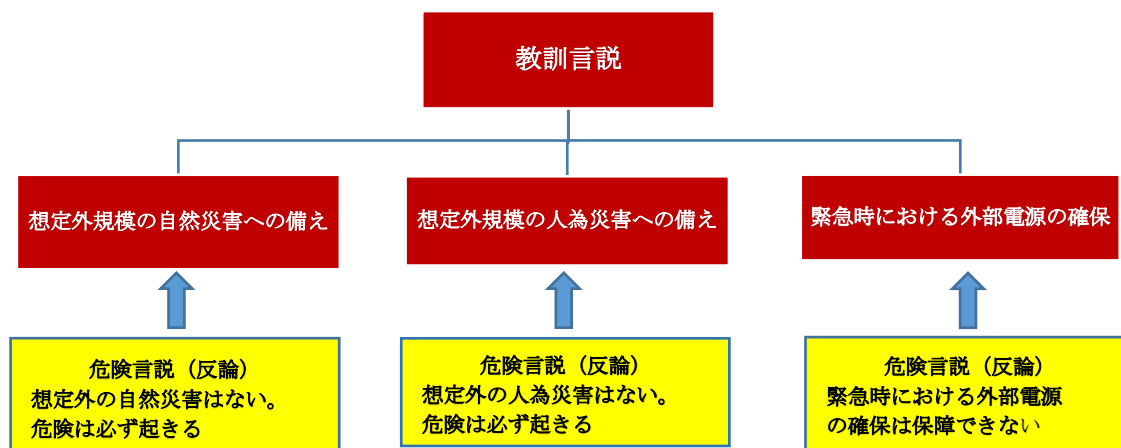 教訓言説
想定外規模の自然災害への備え
想定外規模の人為災害への備え
緊急時における外部電源の確保
危険言説（反論）
想定外の自然災害はない。
危険は必ず起きる
危険言説（反論）
想定外の人為災害はない。
危険は必ず起きる
危険言説（反論）
緊急時における外部電源
の確保は保障できない